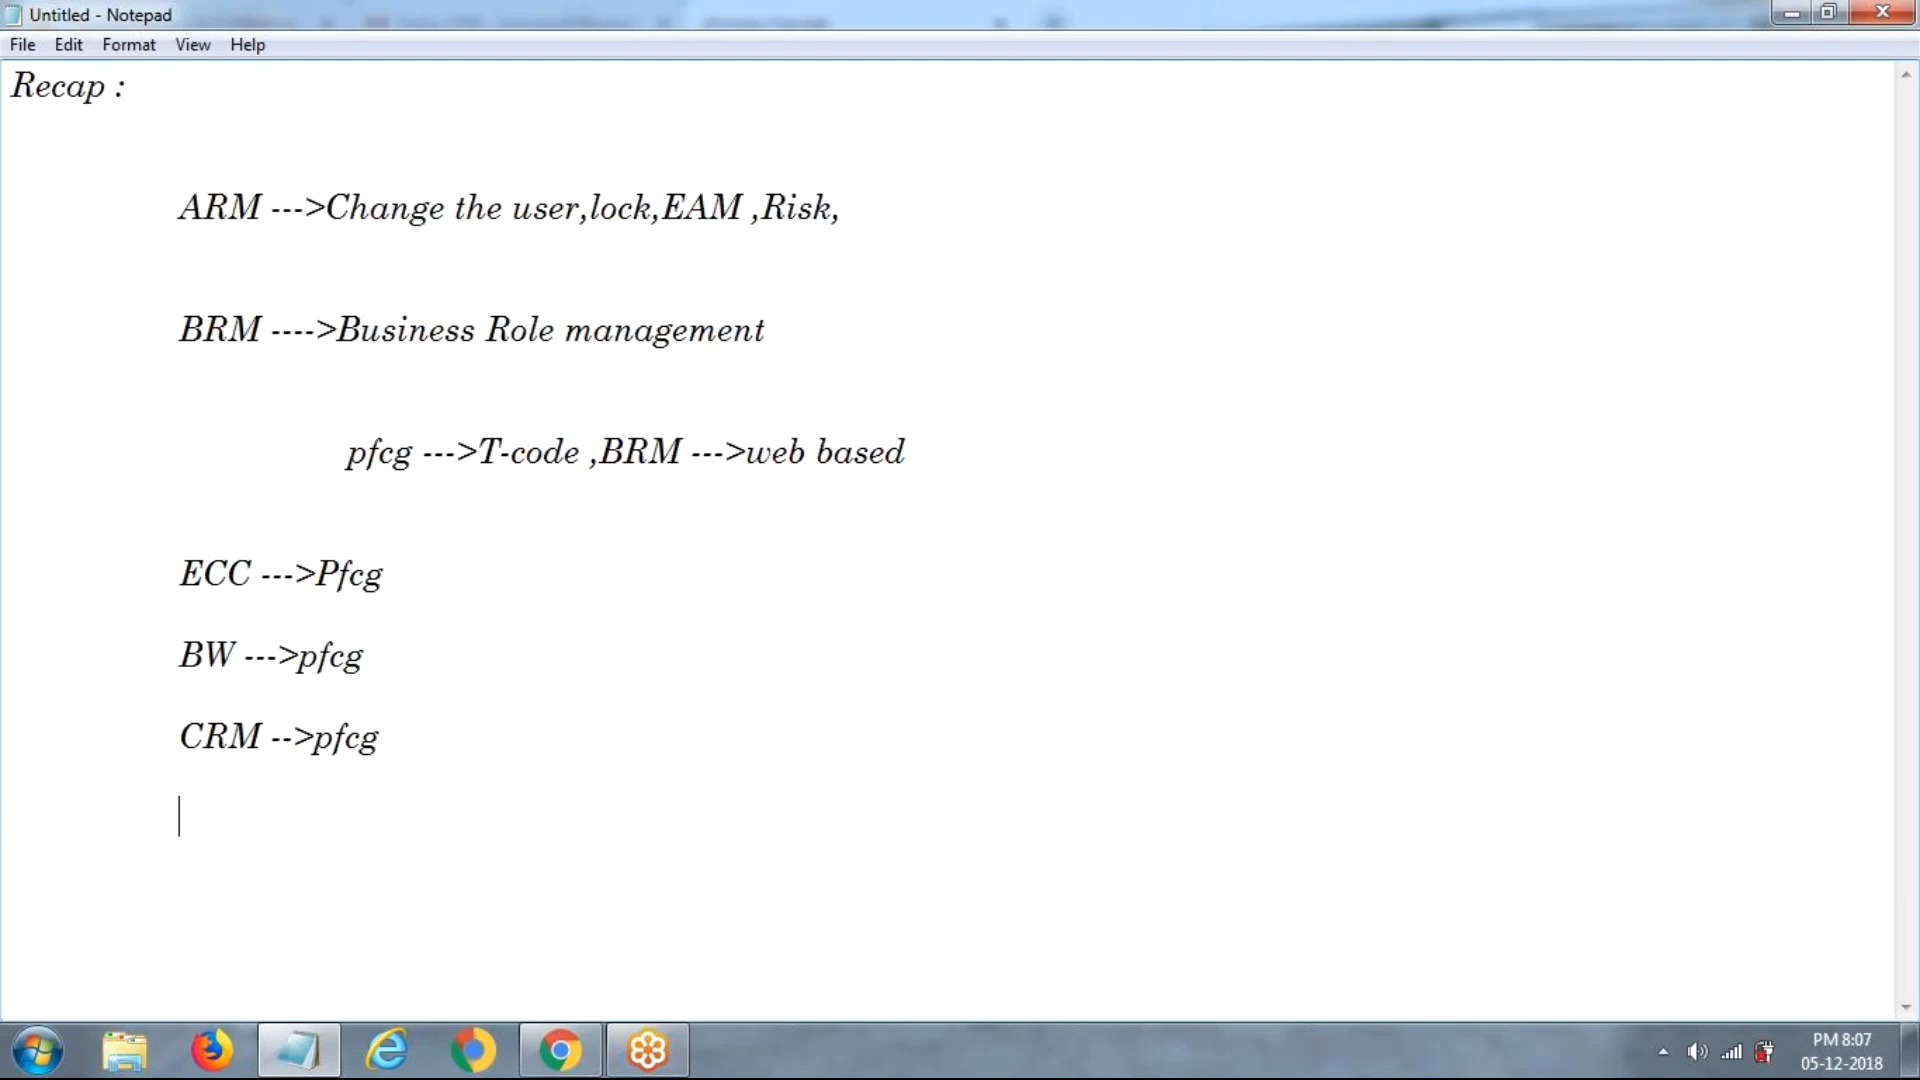 Untitled - Notepad
File Edit Format View Help
Recap :
ARM --->Change the user,lock,EAM ,Risk,
BRM ---->Business Role management
pfcg --->T-code ,BRM --->web based
ECC --->Pfcg
BW --->pfcg
CRM -->pfcg
PM 8:07
05-12-2018